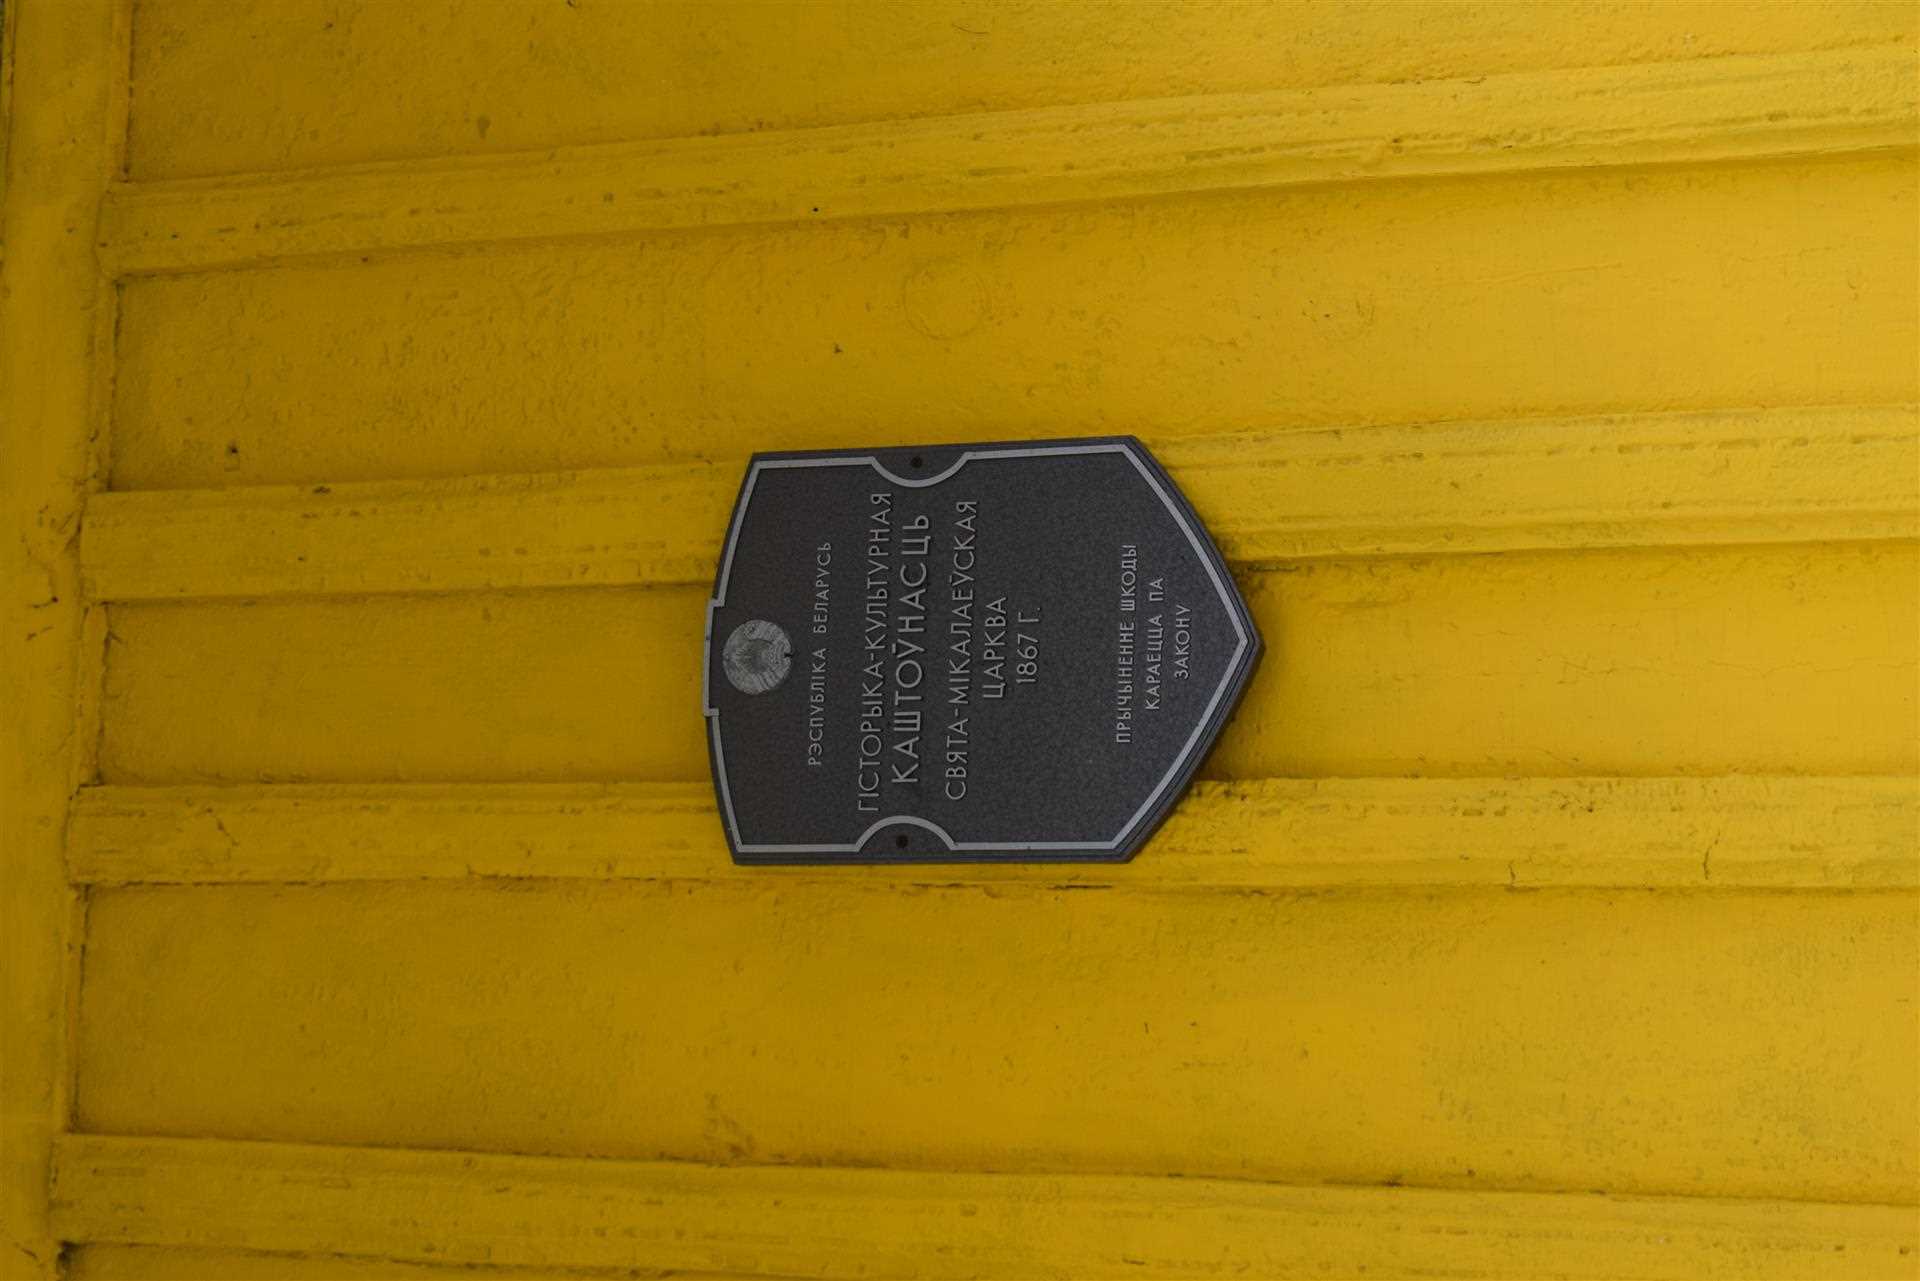 РЭСПУБЛІКА БЕЛАРУСЬ
ГІСТОРЫКА-КУЛЬТУРНАЯ
КАШТОЎНАСЦЬ
СВЯТА-МІКАЛАЕЎСКАЯ
ЦАРКВА
1867 Г.
ПРЫЧЫНЕННЕ ШКОДЫ
КАРАЕЦЦА ПА
ЗАКОНУ